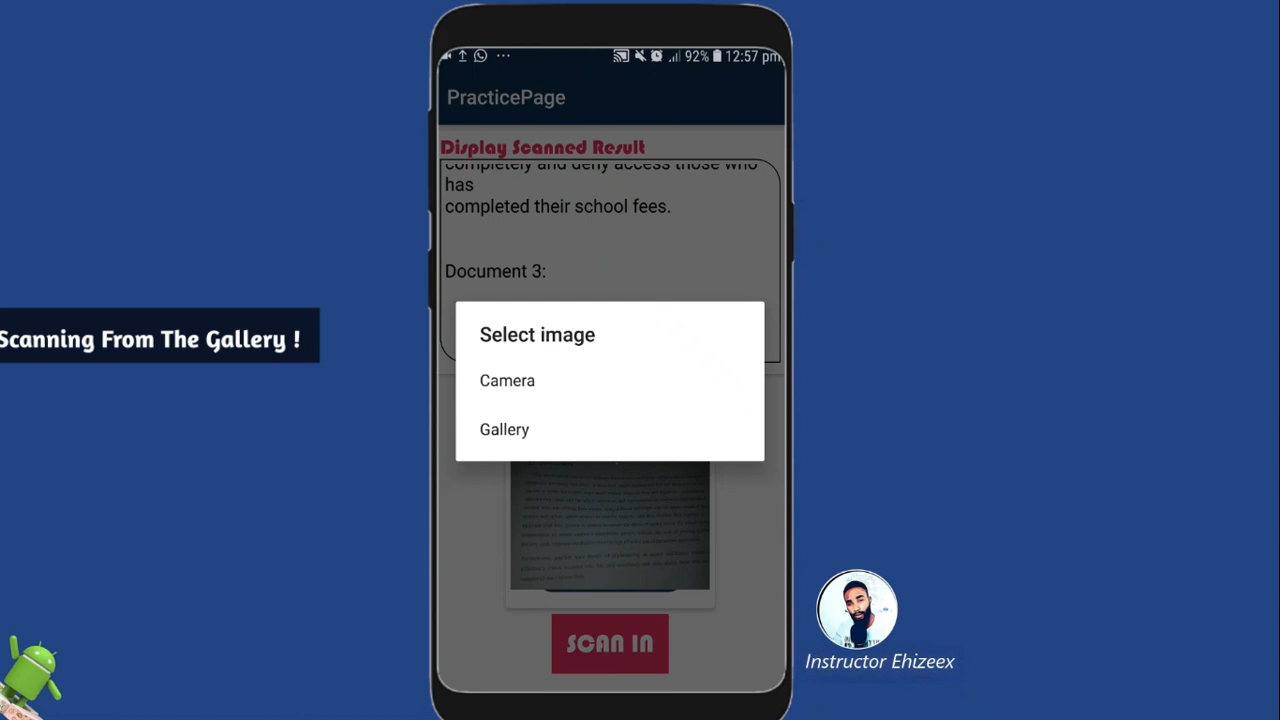 92% 12:57 pm
PracticePage
Display Scanned Result
completely and deny access those who
has
completed their school fees.
Document 3:
Select image
Camera
Gallery
Scanning From The Gallery !
SCAN IN
Instructor Ehizeex